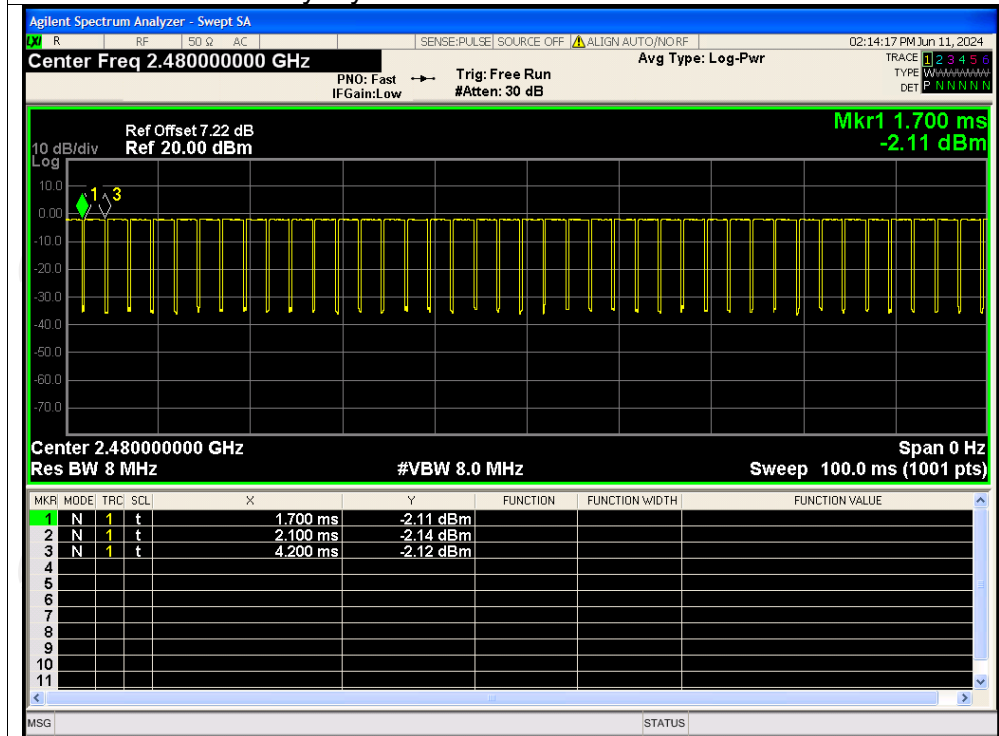 Agilent Spectrum Analyzer - Swept SA
R RF 50 Ω AC SENSE:PULSE SOURCE OFF ALIGN AUTO/NO RF 02:14:17 PM Jun 11, 2024
Center Freq 2.480000000 GHz Avg Type: Log-Pwr TRACE 1 2 3 4 5 6
PNO: Fast Trig: Free Run TYPE
IFGain:Low #Atten: 30 dB DET P N N N N N
Mkr1 1.700 ms
Ref Offset 7.22 dB
10 dB/div Ref 20.00 dBm -2.11 dBm
Log
10.0
1 3
0.00
-10.0
-20.0
-30.0
-40.0
-50.0
-60.0
-70.0
Center 2.480000000 GHz Span 0 Hz
Res BW 8 MHz #VBW 8.0 MHz Sweep 100.0 ms (1001 pts)
MKR MODE TRC SCL X Y FUNCTION FUNCTION WIDTH FUNCTION VALUE
1 N 1 t 1.700 ms -2.11 dBm
2 N 1 t 2.100 ms -2.14 dBm
3 N 1 t 4.200 ms -2.12 dBm
4
5
6
7
8
9
10
11
MSG STATUS